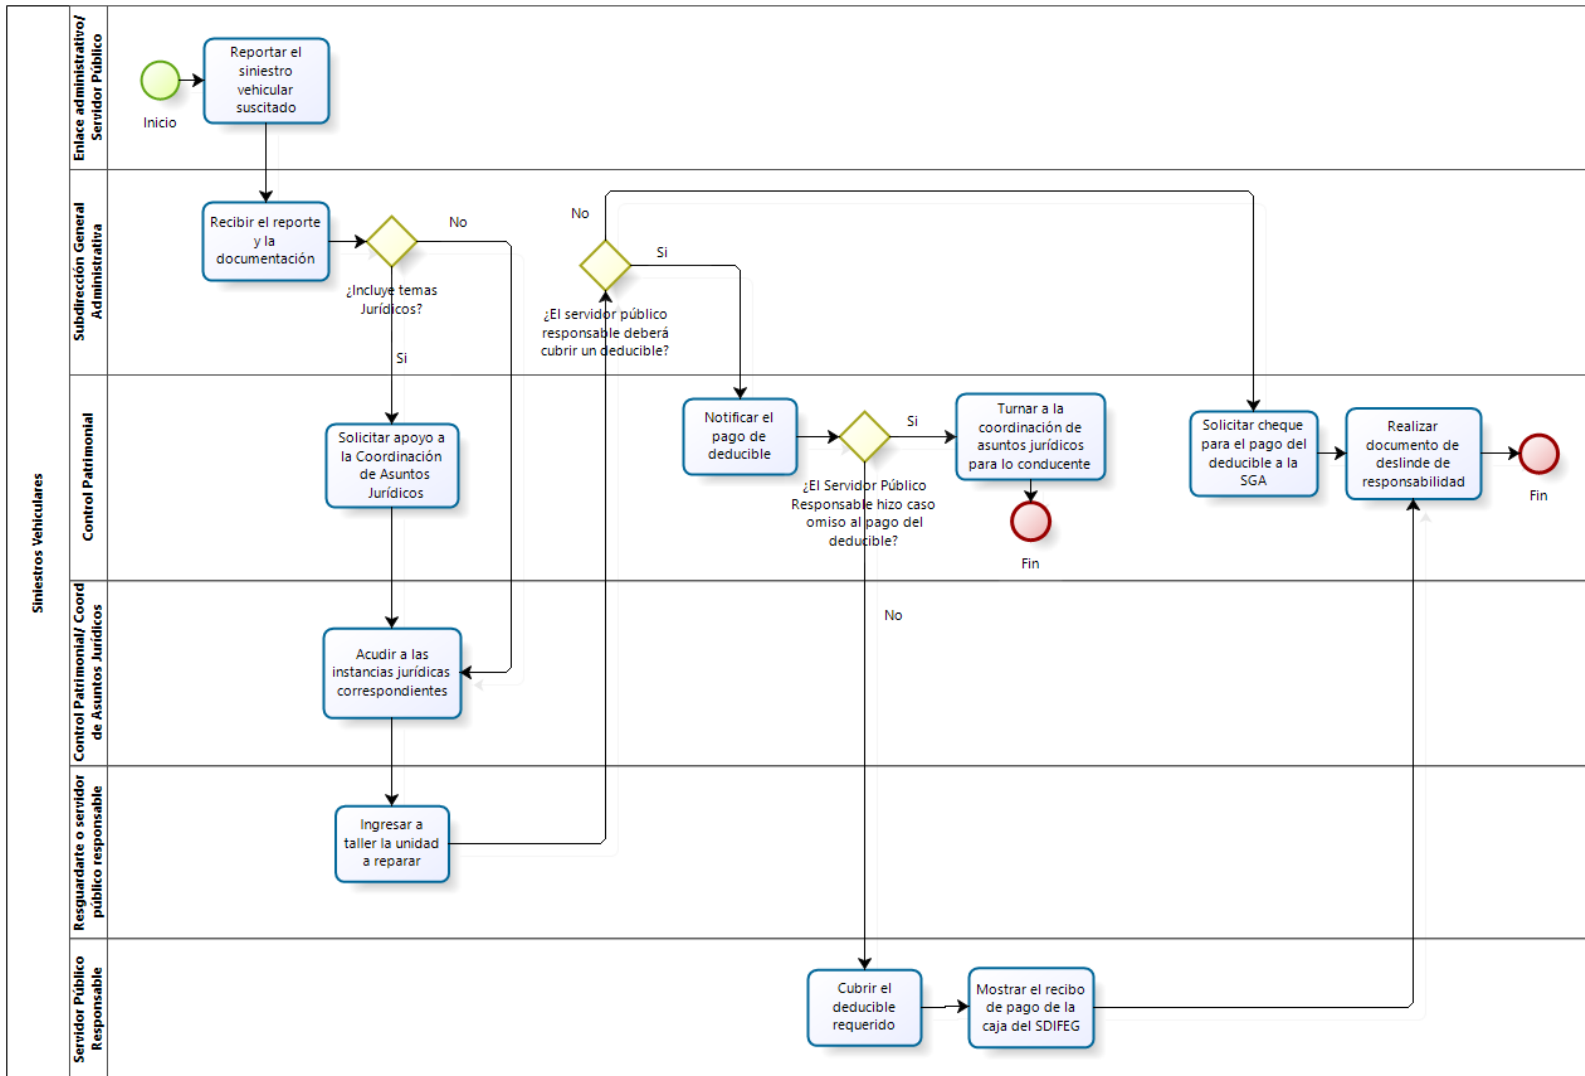 Siniestros Vehiculares
Enlace administrativo/
Servidor Público
Inicio
Reportar el
siniestro
vehicular
suscitado
Subdirección General
Administrativa
Recibir el reporte
y la
documentación
No
¿Incluye temas
Jurídicos?
Si
No
Si
¿El servidor público
responsable deberá
cubrir un deducible?
Control Patrimonial
Solicitar apoyo a
la Coordinación
de Asuntos
Jurídicos
Notificar el
pago de
deducible
Si
¿El Servidor Público
Responsable hizo caso
omiso al pago del
deducible?
Turnar a la
coordinación de
asuntos jurídicos
para lo conducente
Fin
Solicitar cheque
para el pago del
deducible a la
SGA
Realizar
documento de
deslinde de
responsabilidad
Fin
Control Patrimonial/ Coord
de Asuntos Jurídicos
Acudir a las
instancias jurídicas
correspondientes
No
Resguardarte o servidor
público responsable
Ingresar a
taller la unidad
a reparar
Servidor Público
Responsable
Cubrir el
deducible
requerido
Mostrar el recibo
de pago de la
caja del SDIFEG